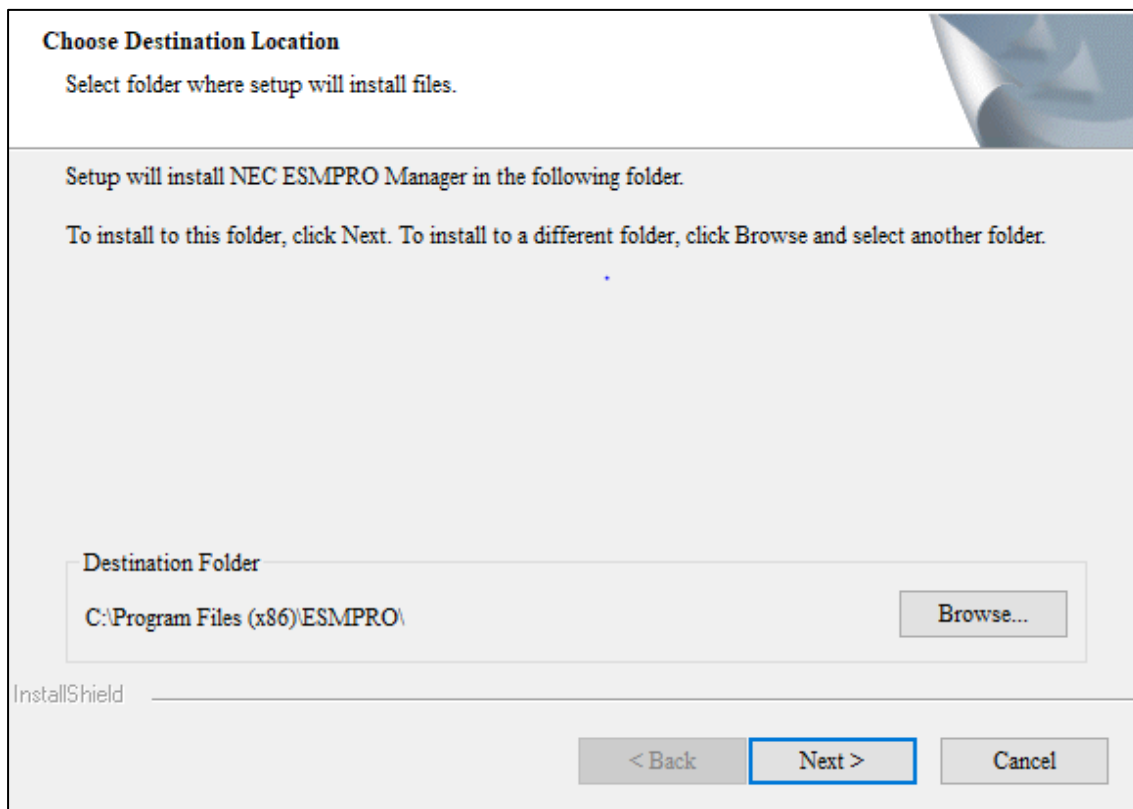 Choose Destination Location
Select folder where setup will install files.
Setup will install NEC ESMPRO Manager in the following folder.
To install to this folder, click Next. To install to a different folder, click Browse and select another folder.
Destination Folder
C:\Program Files (x86)\ESMPRO\
Browse...
InstallShield
< Back
Next >
Cancel